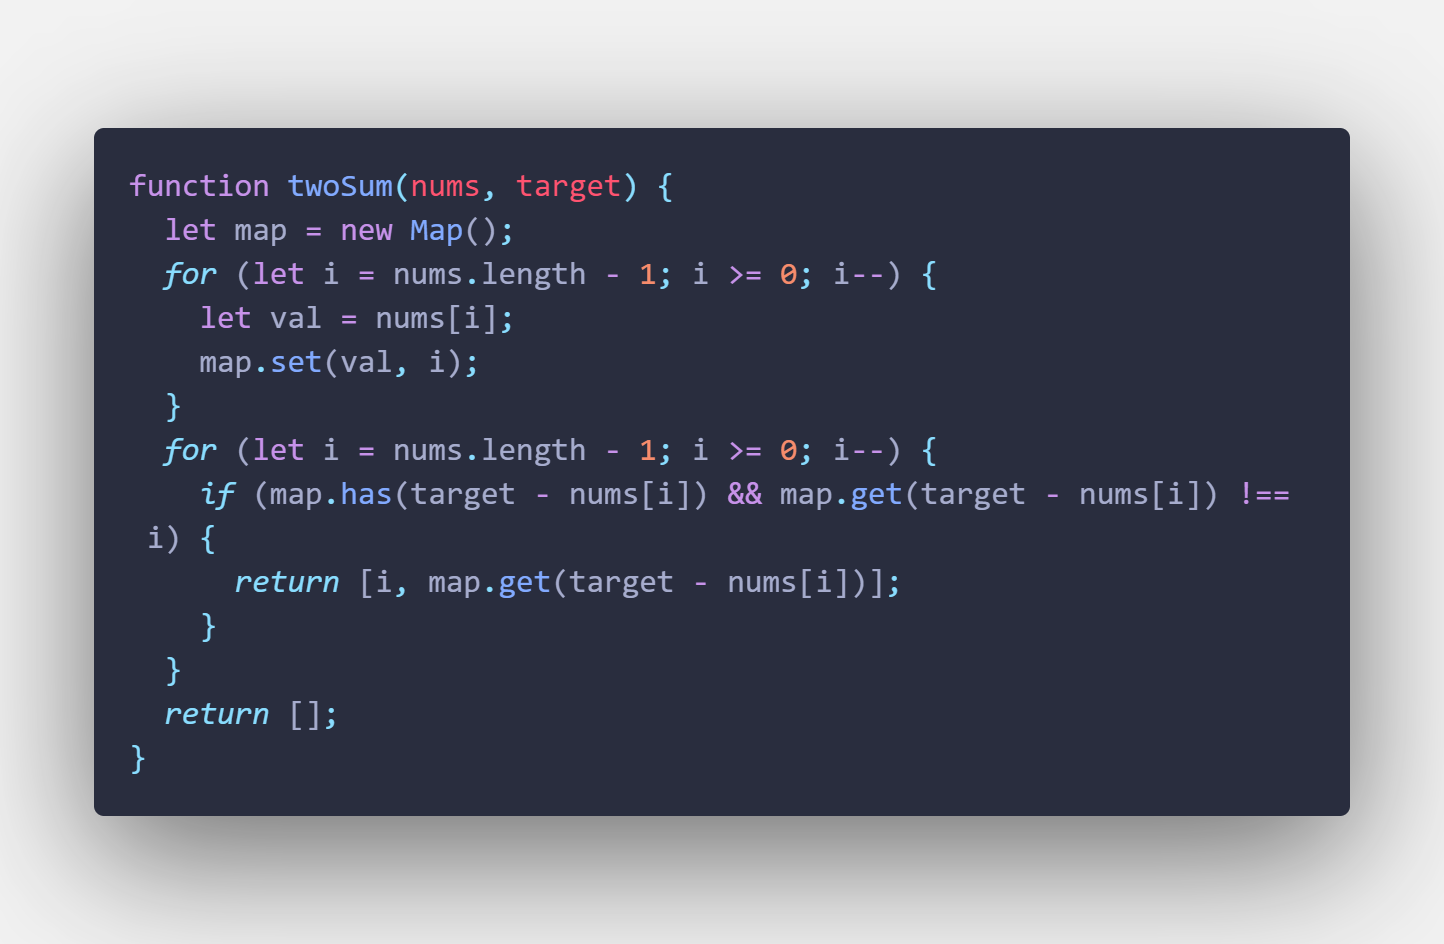 function twoSum(nums, target) {
  let map = new Map();
  for (let i = nums.length - 1; i >= 0; i--) {
    let val = nums[i];
    map.set(val, i);
  }
  for (let i = nums.length - 1; i >= 0; i--) {
    if (map.has(target - nums[i]) && map.get(target - nums[i]) !==
 i) {
      return [i, map.get(target - nums[i])];
    }
  }
  return [];
}